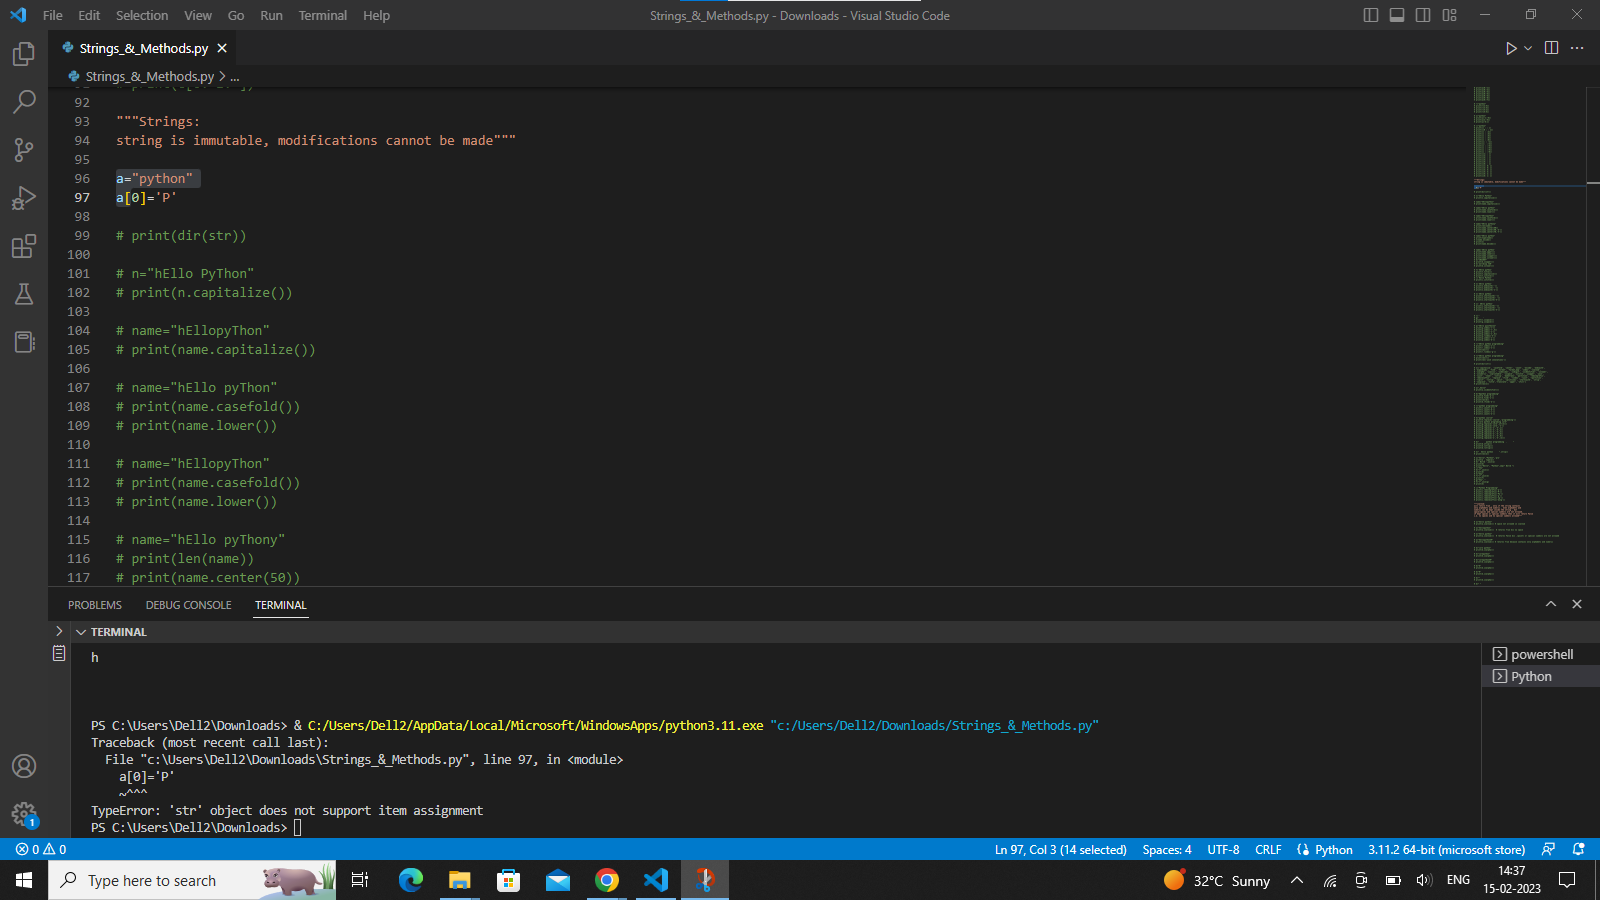 File Edit Selection View Go Run Terminal Help
Strings_&_Methods.py - Downloads - Visual Studio Code
Strings_&_Methods.py
Strings_&_Methods.py > ...
92
93 """Strings:
94 string is immutable, modifications cannot be made"""
95
96 a="python"
97 a[0]='P'
98
99 # print(dir(str))
100
101 # n="hEllo PyThon"
102 # print(n.capitalize())
103
104 # name="hEllopyThon"
105 # print(name.capitalize())
106
107 # name="hEllo pyThon"
108 # print(name.casefold())
109 # print(name.lower())
110
111 # name="hEllopyThon"
112 # print(name.casefold())
113 # print(name.lower())
114
115 # name="hEllo pyThony"
116 # print(len(name))
117 # print(name.center(50))
PROBLEMS DEBUG CONSOLE TERMINAL
TERMINAL
h
powershell
Python
PS C:\Users\Dell2\Downloads> & C:/Users/Dell2/AppData/Local/Microsoft/WindowsApps/python3.11.exe "c:/Users/Dell2/Downloads/Strings_&_Methods.py"
Traceback (most recent call last):
File "c:\Users\Dell2\Downloads\Strings_&_Methods.py", line 97, in <module>
a[0]='P'
~^^^
TypeError: 'str' object does not support item assignment
PS C:\Users\Dell2\Downloads>
1
0 0
Ln 97, Col 3 (14 selected) Spaces: 4 UTF-8 CRLF Python 3.11.2 64-bit (microsoft store)
Type here to search
32°C Sunny
ENG
14:37
15-02-2023